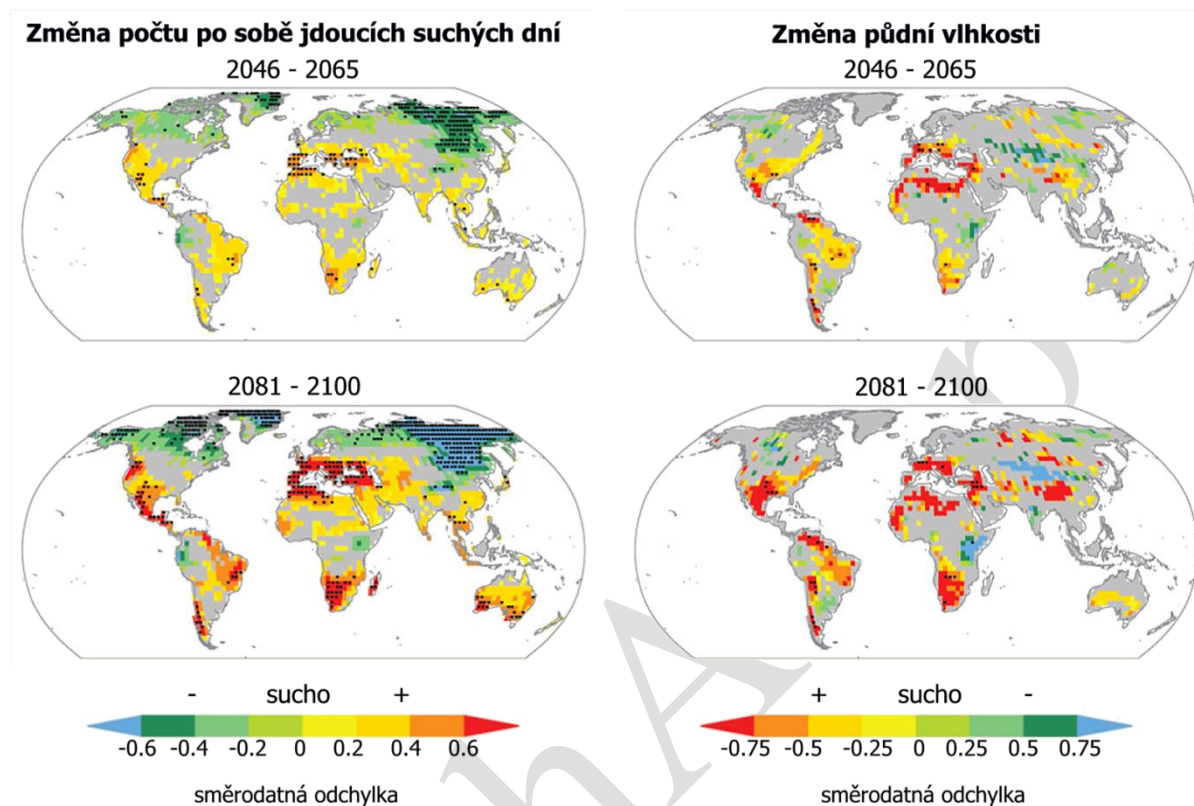 Změna počtu po sobě jdoucích suchých dní
2046 - 2065
2081 - 2100
- sucho +
-0.6 -0.4 -0.2 0 0.2 0.4 0.6
směrodatná odchylka
Změna půdní vlhkosti
2046 - 2065
2081 - 2100
+ sucho -
-0.75 -0.5 -0.25 0 0.25 0.5 0.75
směrodatná odchylka